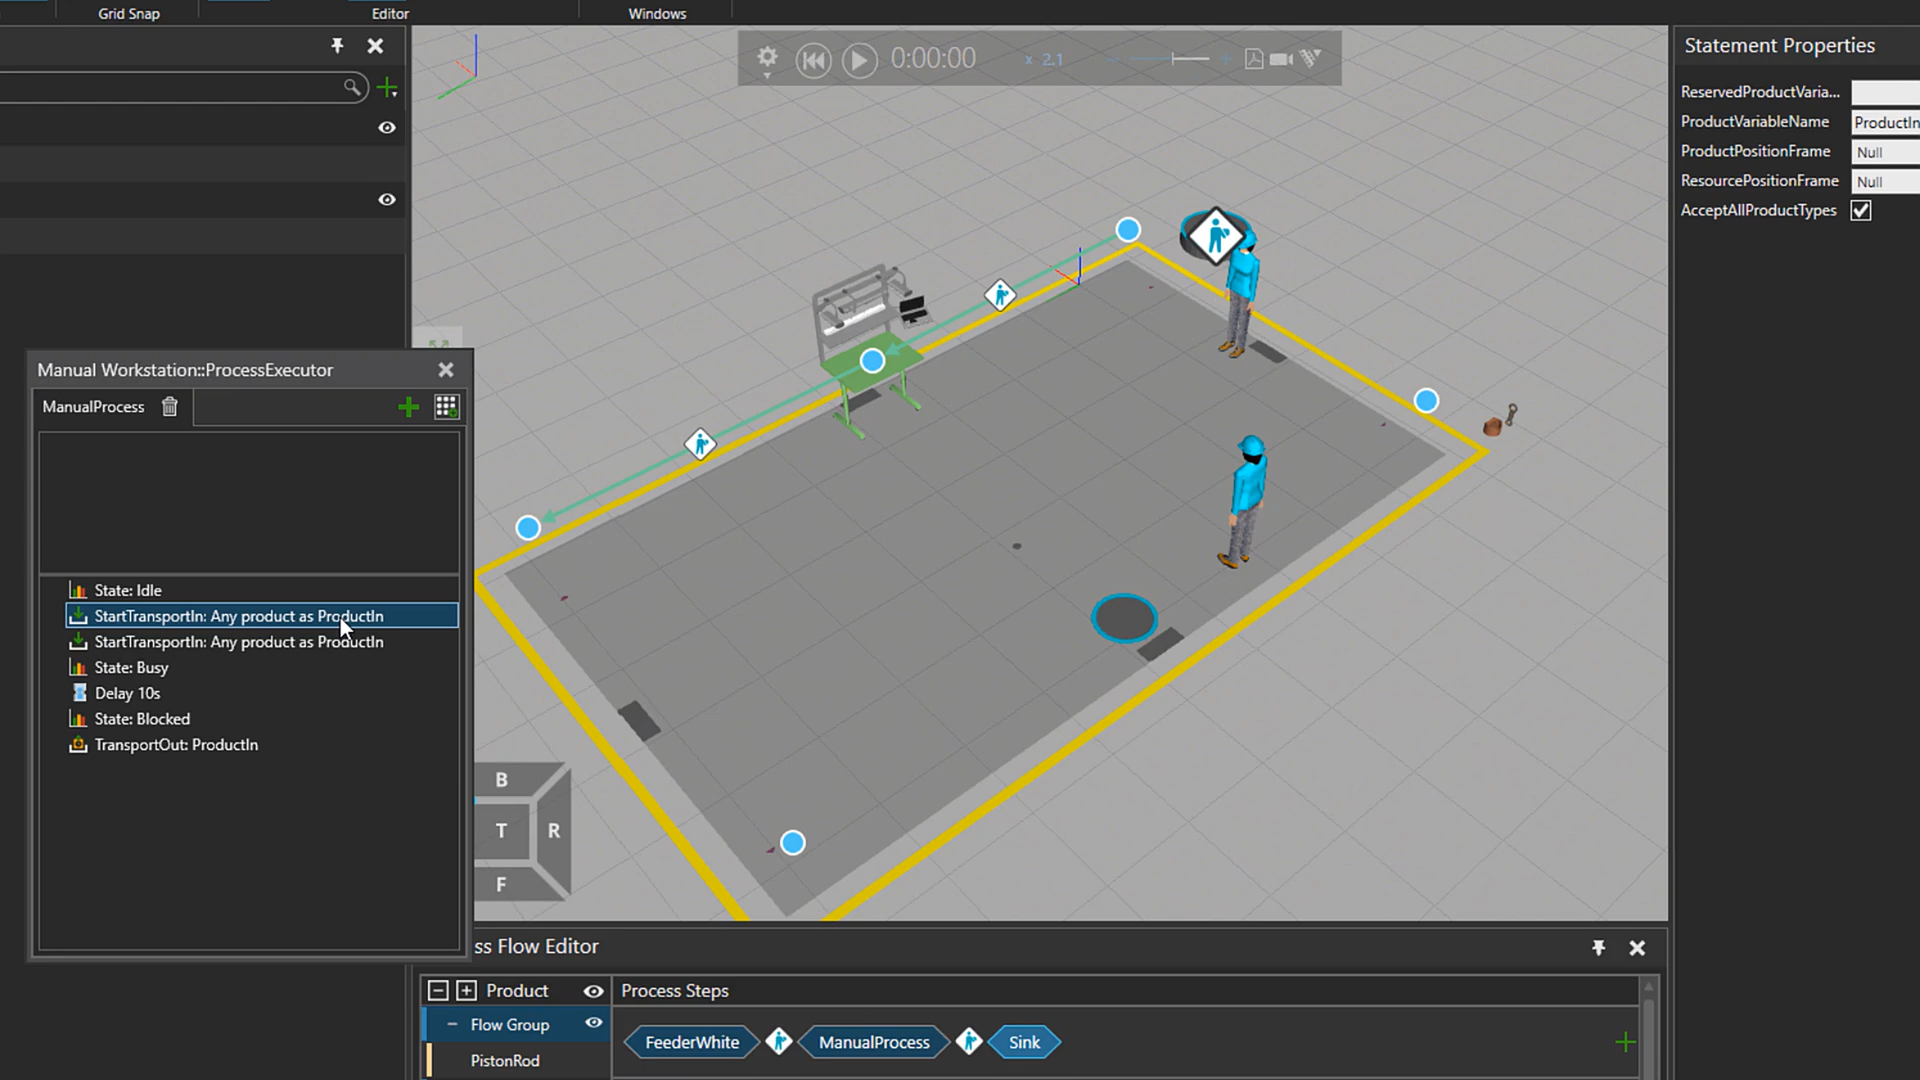 Grid Snap
Editor
Windows
0:00:00
x 2.1
Statement Properties
ReservedProductVaria...
ProductVariableName
ProductIn
ProductPositionFrame
Null
ResourcePositionFrame
Null
AcceptAllProductTypes
Manual Workstation::ProcessExecutor
ManualProcess
State: Idle
StartTransportIn: Any product as ProductIn
StartTransportIn: Any product as ProductIn
State: Busy
Delay 10s
State: Blocked
TransportOut: ProductIn
B
T
R
F
ss Flow Editor
Product
Process Steps
Flow Group
FeederWhite
ManualProcess
Sink
PistonRod